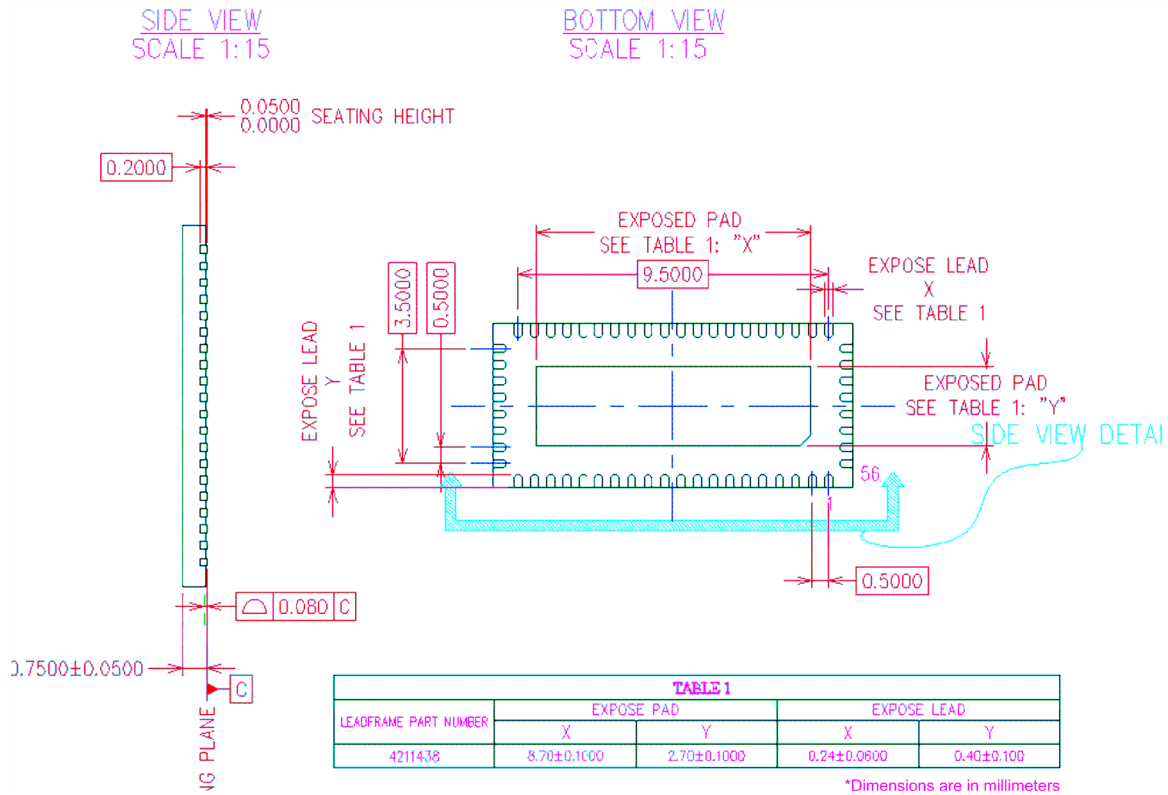 SIDE VIEW
SCALE 1:15
BOTTOM VIEW
SCALE 1:15
0.0500
0.0000
SEATING HEIGHT
0.2000
EXPOSED PAD
SEE TABLE 1: "X"
9.5000
EXPOSE LEAD
X
SEE TABLE 1
3.5000
0.5000
EXPOSE LEAD
Y
SEE TABLE 1
EXPOSED PAD
SEE TABLE 1: "Y"
SIDE VIEW DETAI
56
1
0.5000
0.080 C
0.7500±0.0500
C
NG PLANE
TABLE 1
LEADFRAME PART NUMBER EXPOSE PAD EXPOSE LEAD
X Y X Y
4211438 8.70±0.1000 2.70±0.1000 0.24±0.0600 0.40±0.100
*Dimensions are in millimeters